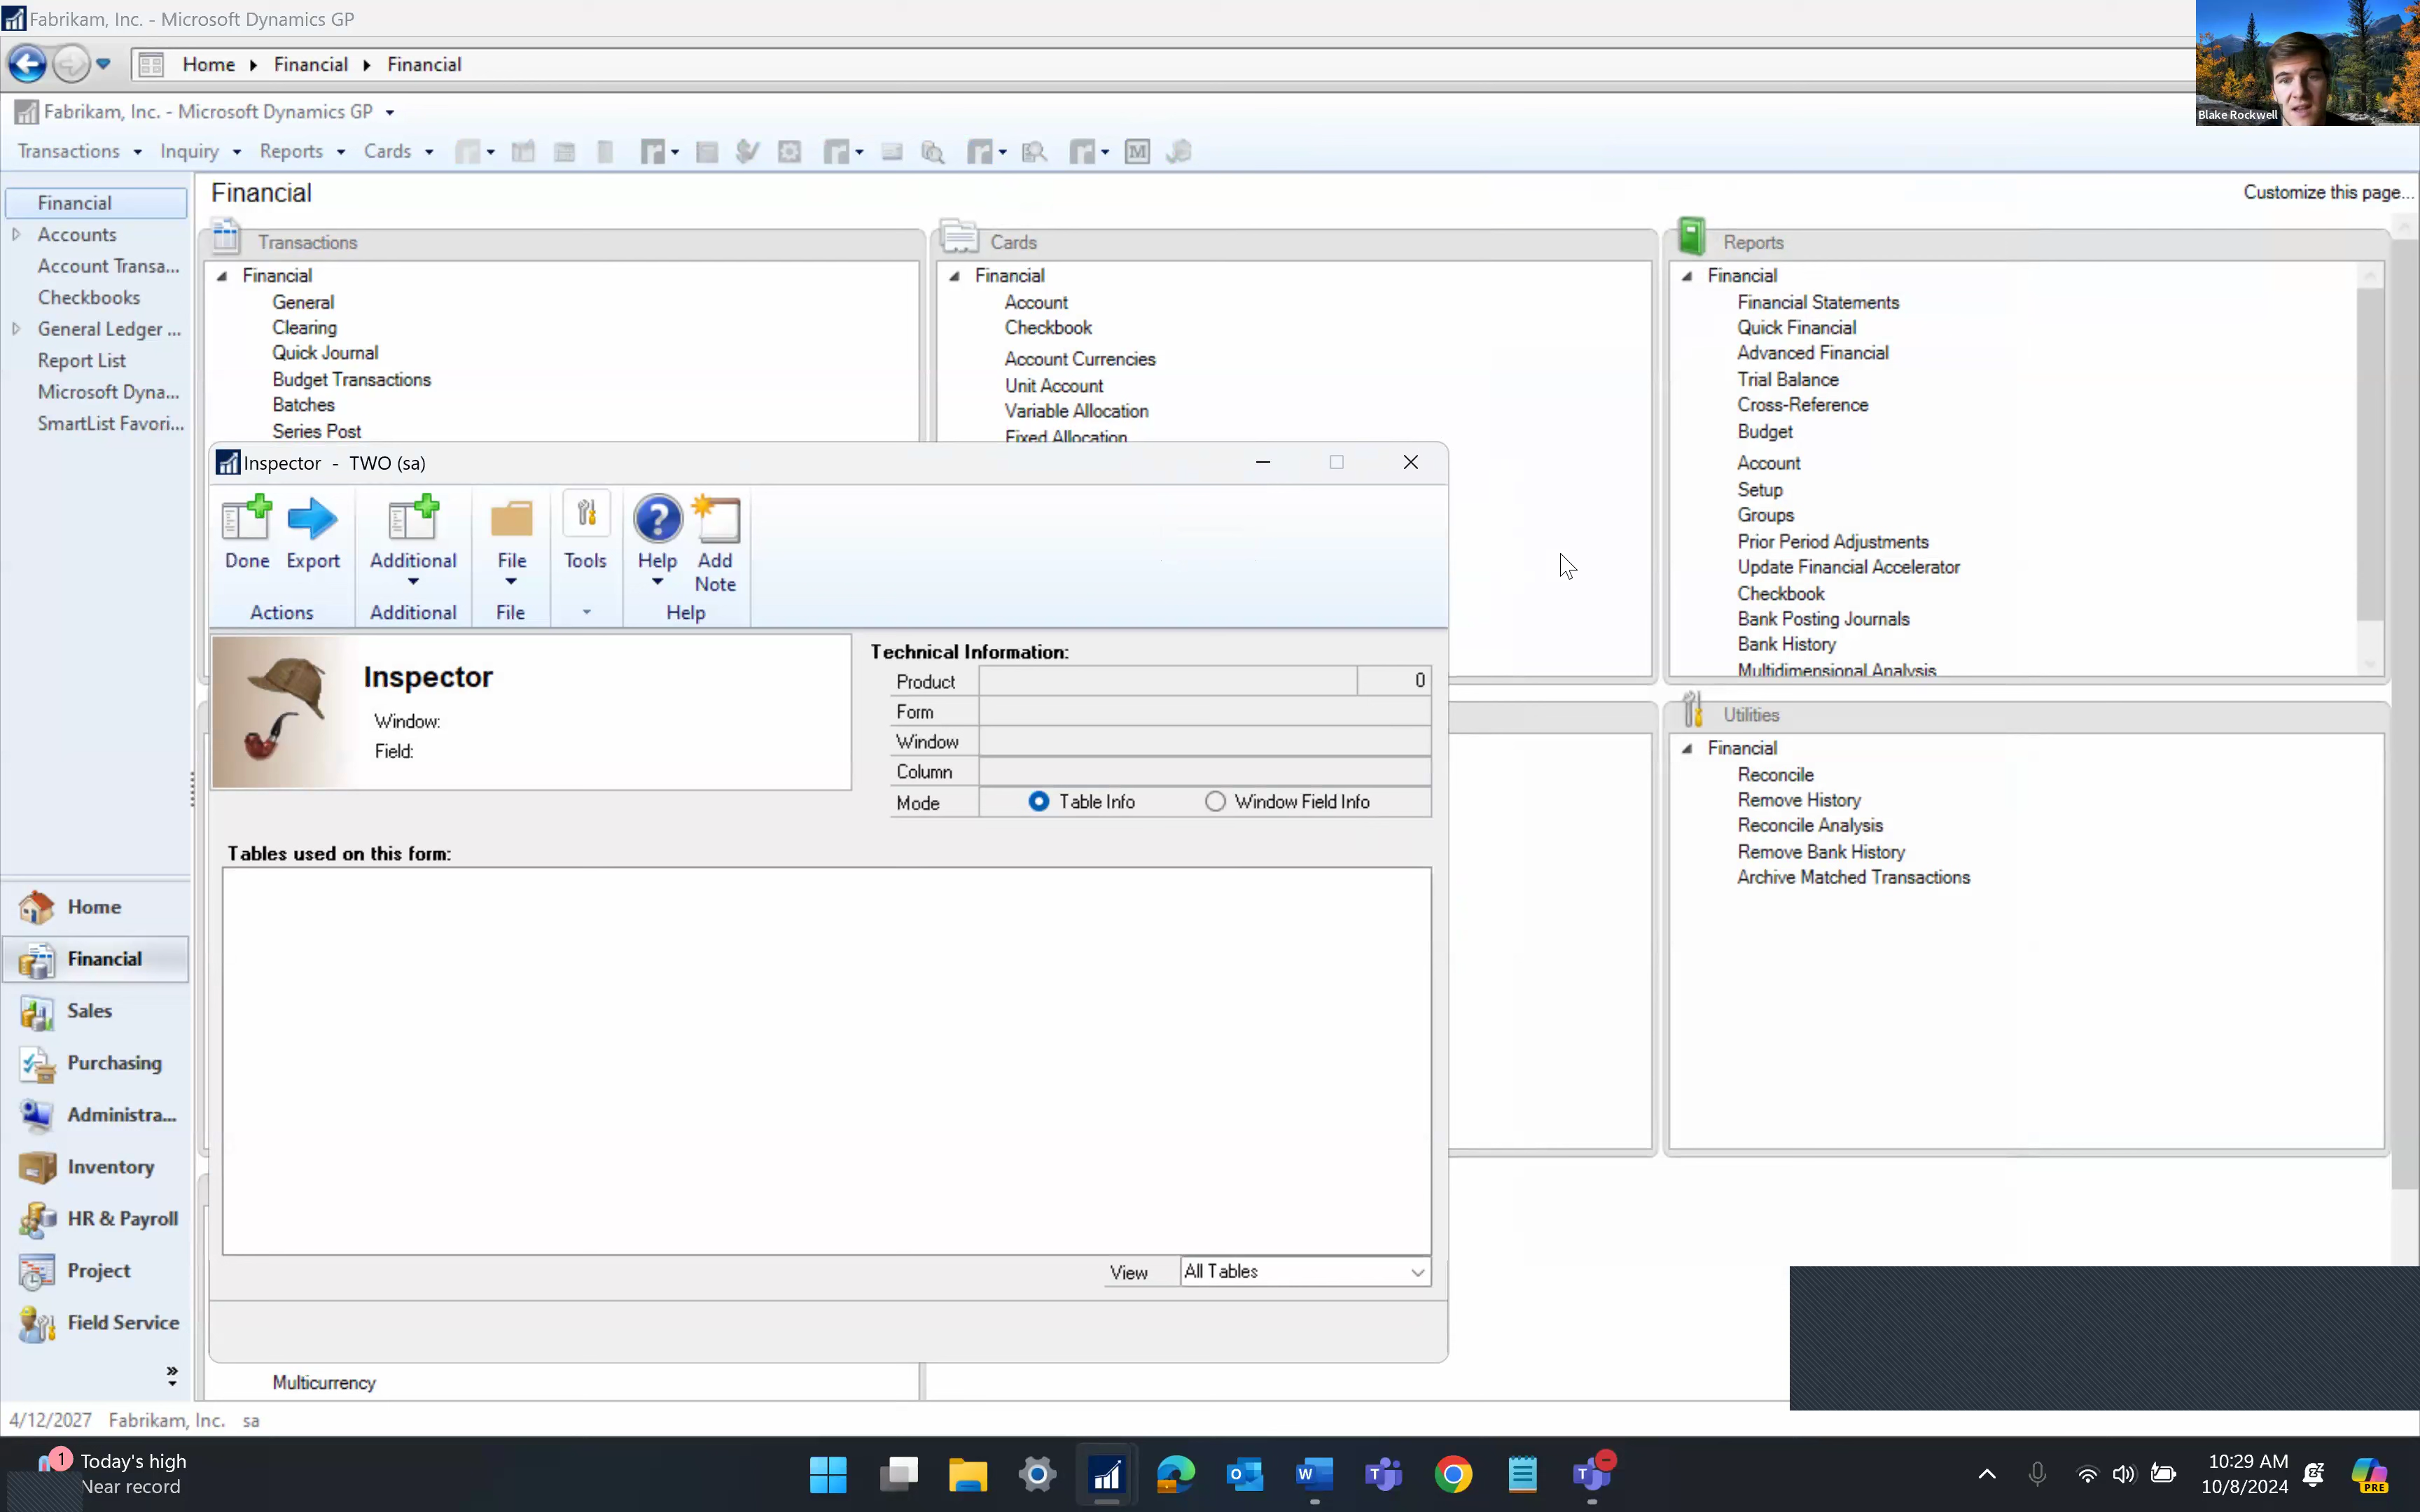 Fabrikam, Inc. - Microsoft Dynamics GP
Home Financial Financial
Blake Rockwell
Fabrikam, Inc. - Microsoft Dynamics GP
Transactions Inquiry Reports Cards
Financial
Accounts
Account Transa...
Checkbooks
General Ledger ...
Report List
Microsoft Dyna...
SmartList Favori...
Financial
Customize this page...
Transactions
Financial
General
Clearing
Quick Journal
Budget Transactions
Batches
Series Post
Cards
Financial
Account
Checkbook
Account Currencies
Unit Account
Variable Allocation
Fixed Allocation
Reports
Financial
Financial Statements
Quick Financial
Advanced Financial
Trial Balance
Cross-Reference
Budget
Account
Setup
Groups
Prior Period Adjustments
Update Financial Accelerator
Checkbook
Bank Posting Journals
Bank History
Multidimensional Analysis
Utilities
Financial
Reconcile
Remove History
Reconcile Analysis
Remove Bank History
Archive Matched Transactions
Inspector - TWO (sa)
Done Export Additional File Tools Help Add Note
Actions Additional File Help
Inspector
Window:
Field:
Technical Information:
Product 0
Form
Window
Column
Mode Table Info Window Field Info
Tables used on this form:
View All Tables
Home
Financial
Sales
Purchasing
Administra...
Inventory
HR & Payroll
Project
Field Service
Multicurrency
4/12/2027 Fabrikam, Inc. sa
1
Today's high
Near record
10:29 AM
10/8/2024
PRE